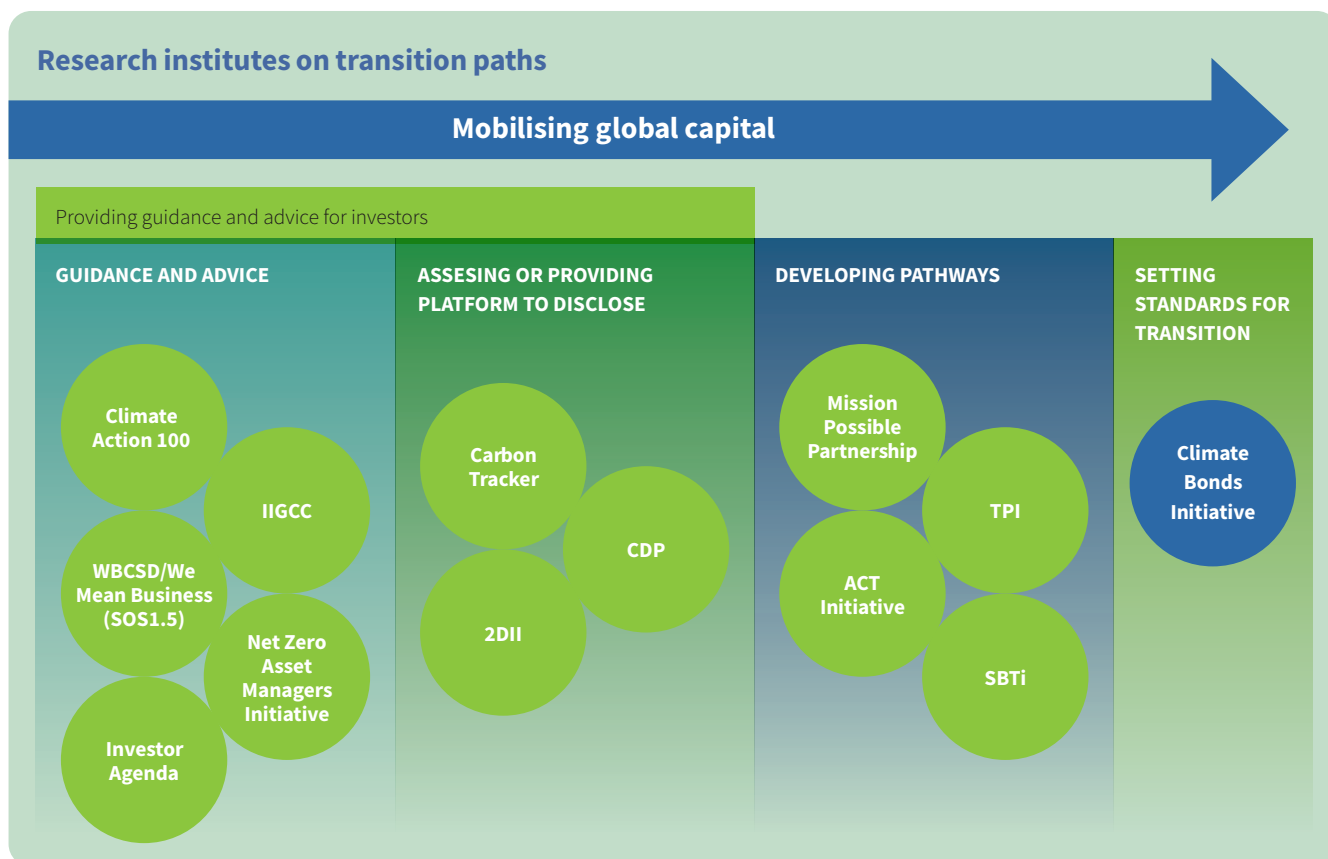 Research institutes on transition paths
Mobilising global capital
Providing guidance and advice for investors
GUIDANCE AND ADVICE
Climate
Action 100
IIGCC
WBCSD/We
Mean Business
(SOS1.5)
Net Zero
Asset
Managers
Initiative
Investor
Agenda
ASSESING OR PROVIDING
PLATFORM TO DISCLOSE
Carbon
Tracker
CDP
2DII
DEVELOPING PATHWAYS
Mission
Possible
Partnership
TPI
ACT
Initiative
SBTi
SETTING
STANDARDS FOR
TRANSITION
Climate
Bonds
Initiative